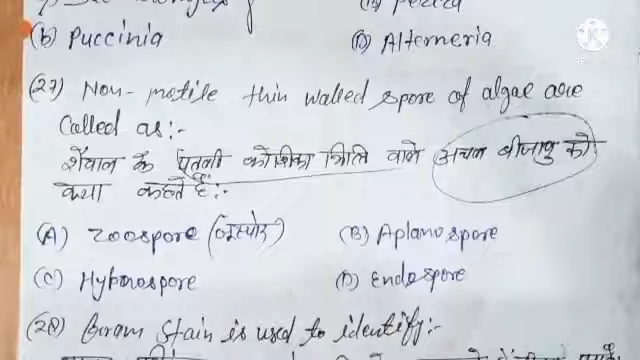 (b) Puccinia (D) Alterneria
(27) Non-motile thin walled spore of algae are
called as:-
शैवाल के पतली कोशिका भित्ति वाले अचल बीजाणु को
क्या कहते हैं:-
(A) Zoospore (जूस्पोर) (B) Aplanospore
(C) Hypnospore (D) Endospore
(28) Gram stain is used to identify:-